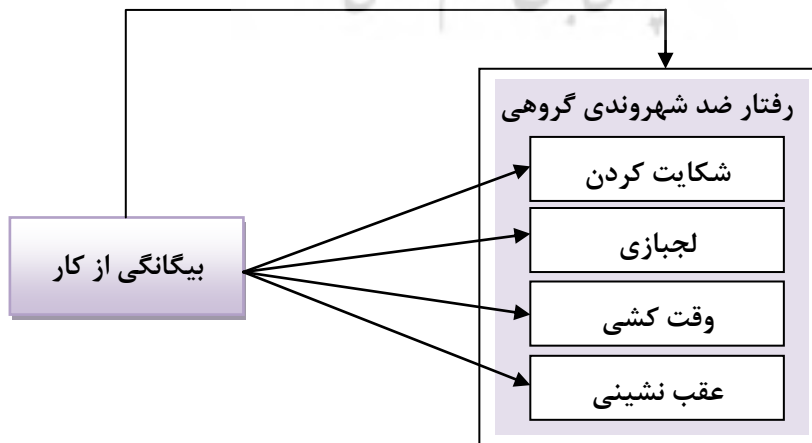 رفتار ضد شهروندی گروهی
شکایت کردن
لجبازی
بیگانگی از کار
وقت کشی
عقب نشینی